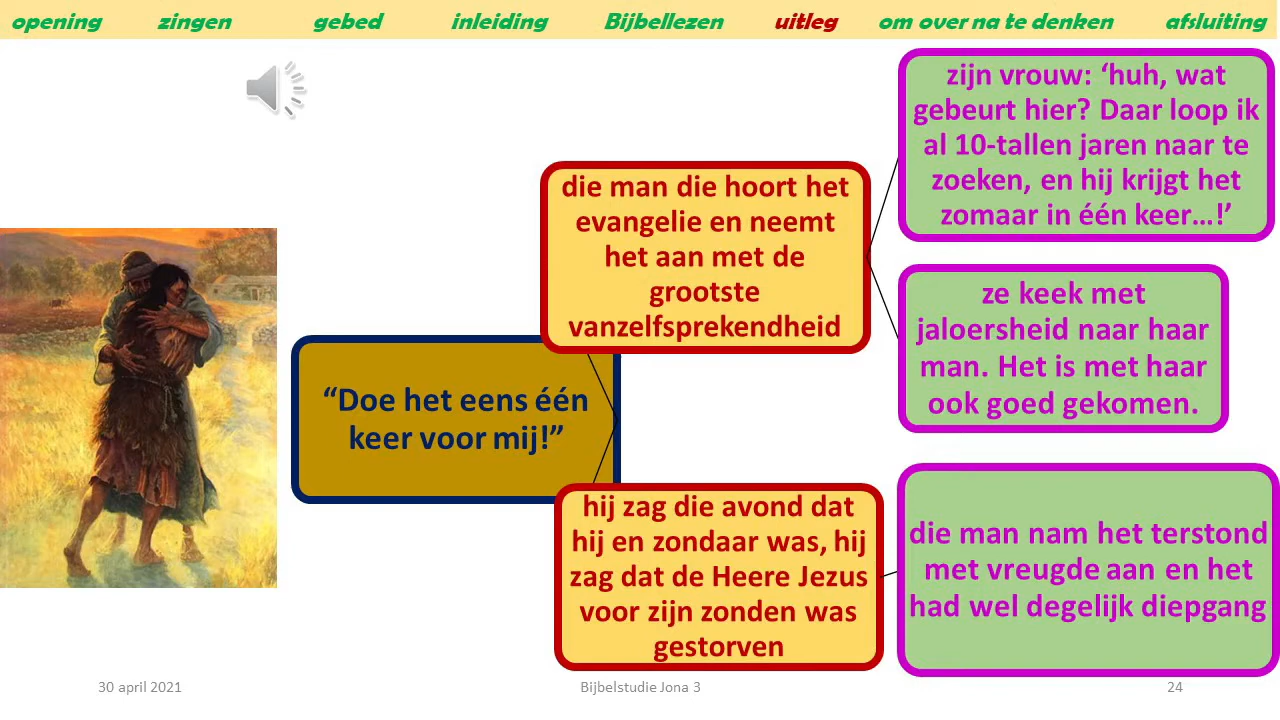 opening zingen gebed inleiding Bijbellezen uitleg om over na te denken afsluiting
“Doe het eens één
keer voor mij!”
die man die hoort het
evangelie en neemt
het aan met de
grootste
vanzelfsprekendheid
zijn vrouw: ‘huh, wat
gebeurt hier? Daar loop ik
al 10-tallen jaren naar te
zoeken, en hij krijgt het
zomaar in één keer…!’
ze keek met
jaloersheid naar haar
man. Het is met haar
ook goed gekomen.
hij zag die avond dat
hij en zondaar was, hij
zag dat de Heere Jezus
voor zijn zonden was
gestorven
die man nam het terstond
met vreugde aan en het
had wel degelijk diepgang
30 april 2021 Bijbelstudie Jona 3 24